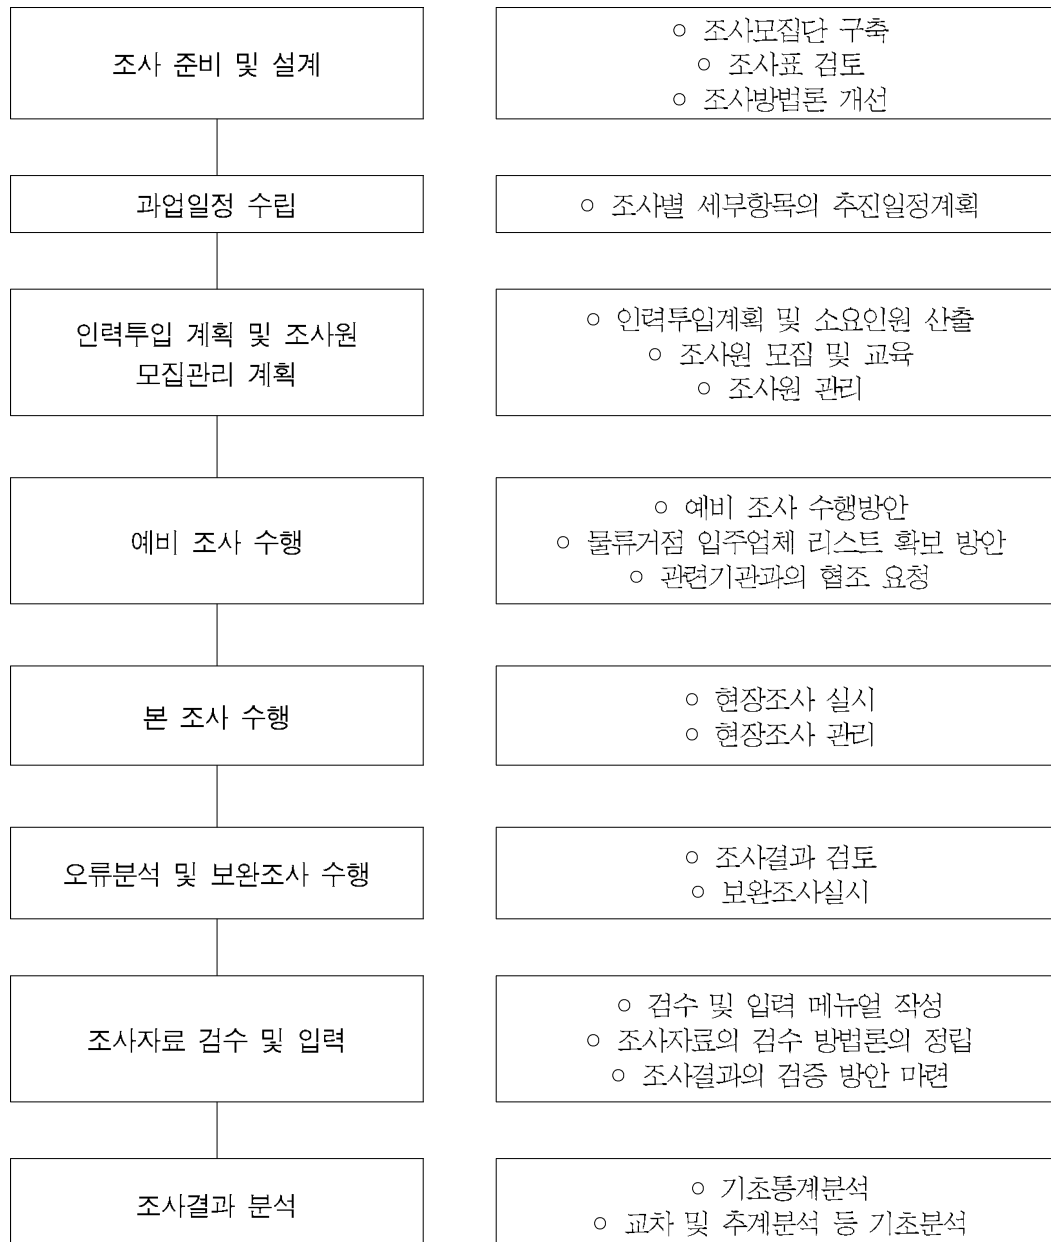 조사 준비 및 설계
○ 조사모집단 구축
○ 조사표 검토
○ 조사방법론 개선
과업일정 수립
○ 조사별 세부항목의 추진일정계획
인력투입 계획 및 조사원
모집관리 계획
○ 인력투입계획 및 소요인원 산출
○ 조사원 모집 및 교육
○ 조사원 관리
예비 조사 수행
○ 예비 조사 수행방안
○ 물류거점 입주업체 리스트 확보 방안
○ 관련기관과의 협조 요청
본 조사 수행
○ 현장조사 실시
○ 현장조사 관리
오류분석 및 보완조사 수행
○ 조사결과 검토
○ 보완조사실시
조사자료 검수 및 입력
○ 검수 및 입력 메뉴얼 작성
○ 조사자료의 검수 방법론의 정립
○ 조사결과의 검증 방안 마련
조사결과 분석
○ 기초통계분석
○ 교차 및 추계분석 등 기초분석